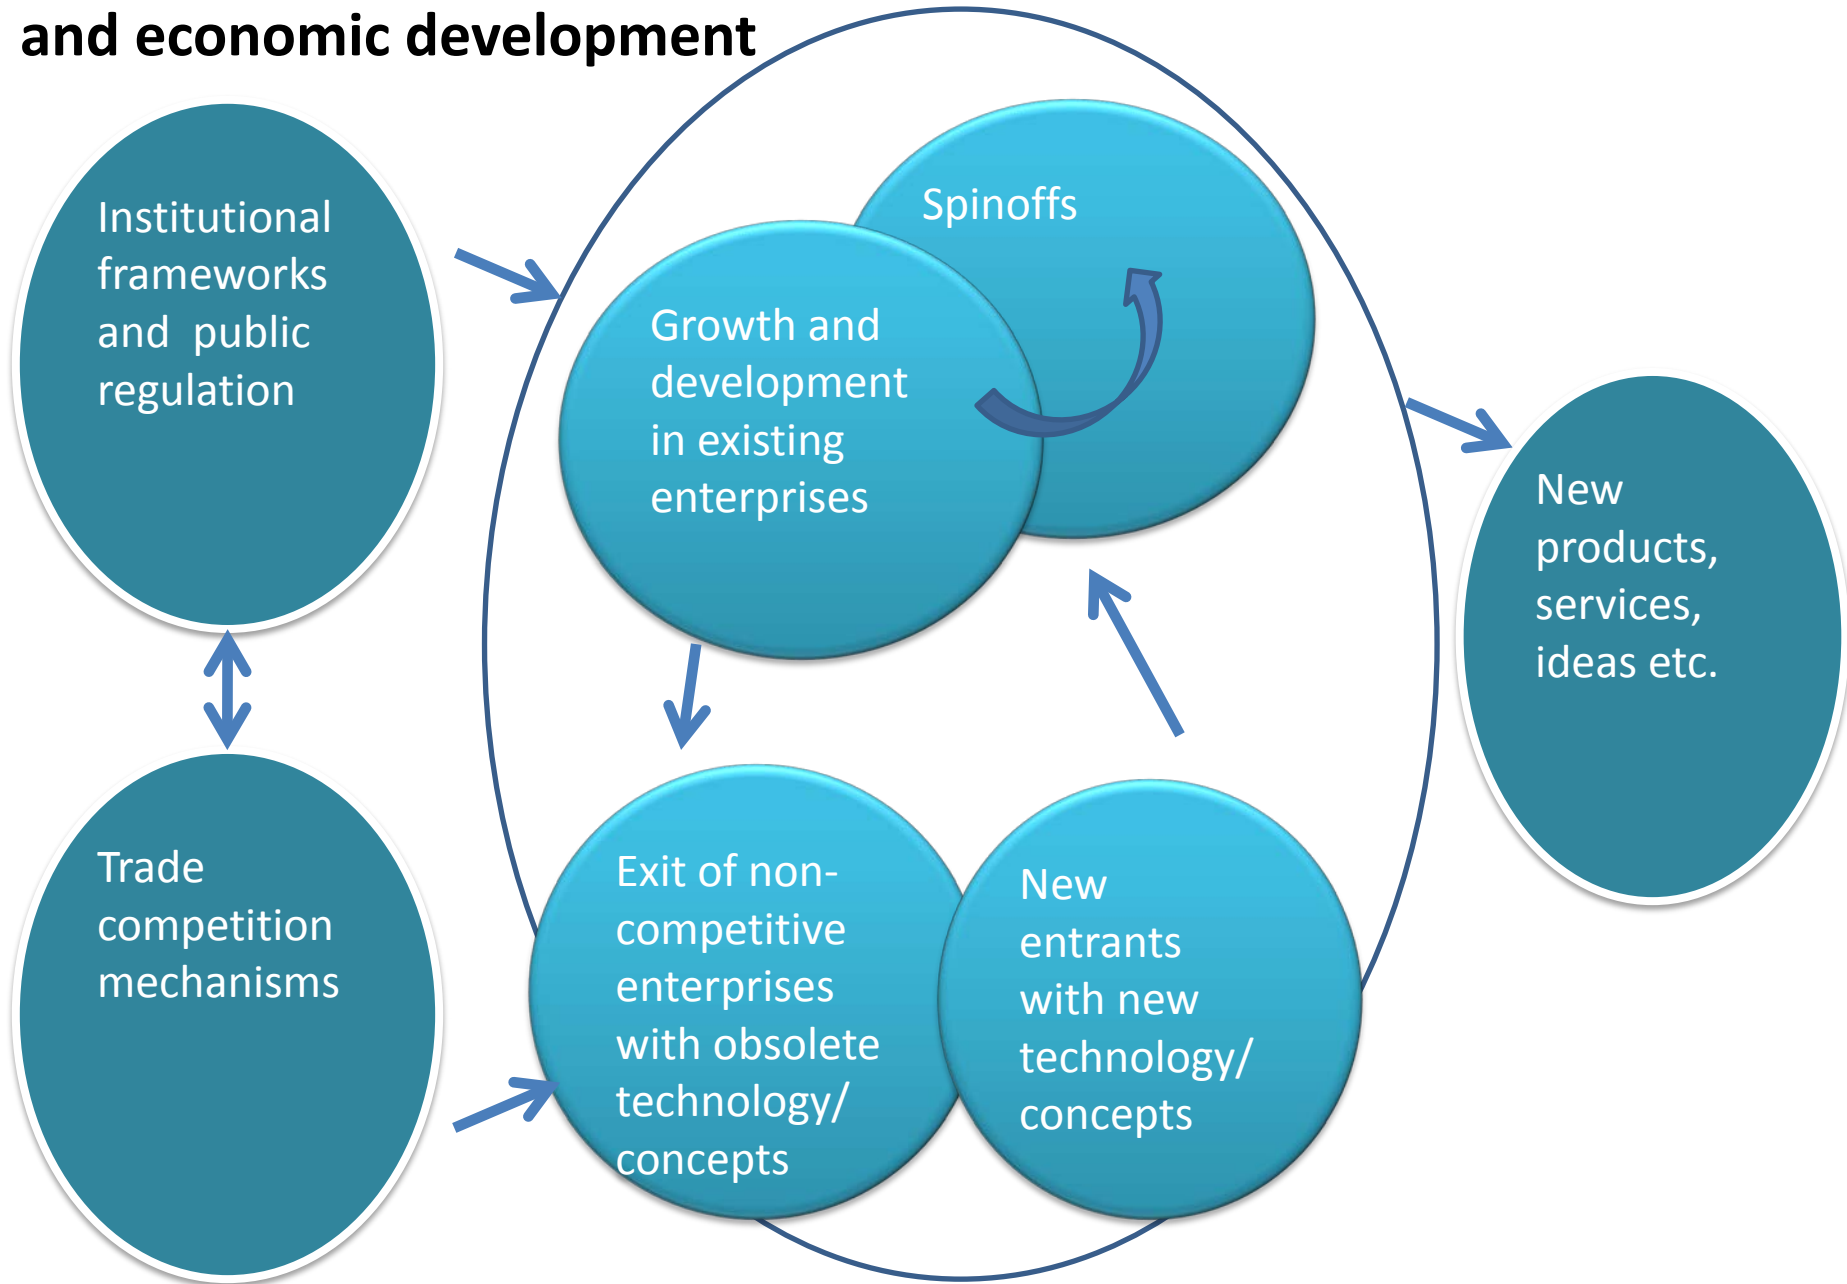 and economic development
Institutional
frameworks
and public
regulation
Spinoffs
Growth and
development
in existing
enterprises
New
products,
services,
ideas etc.
Trade
competition
mechanisms
Exit of non-
competitive
enterprises
with obsolete
technology/
concepts
New
entrants
with new
technology/
concepts